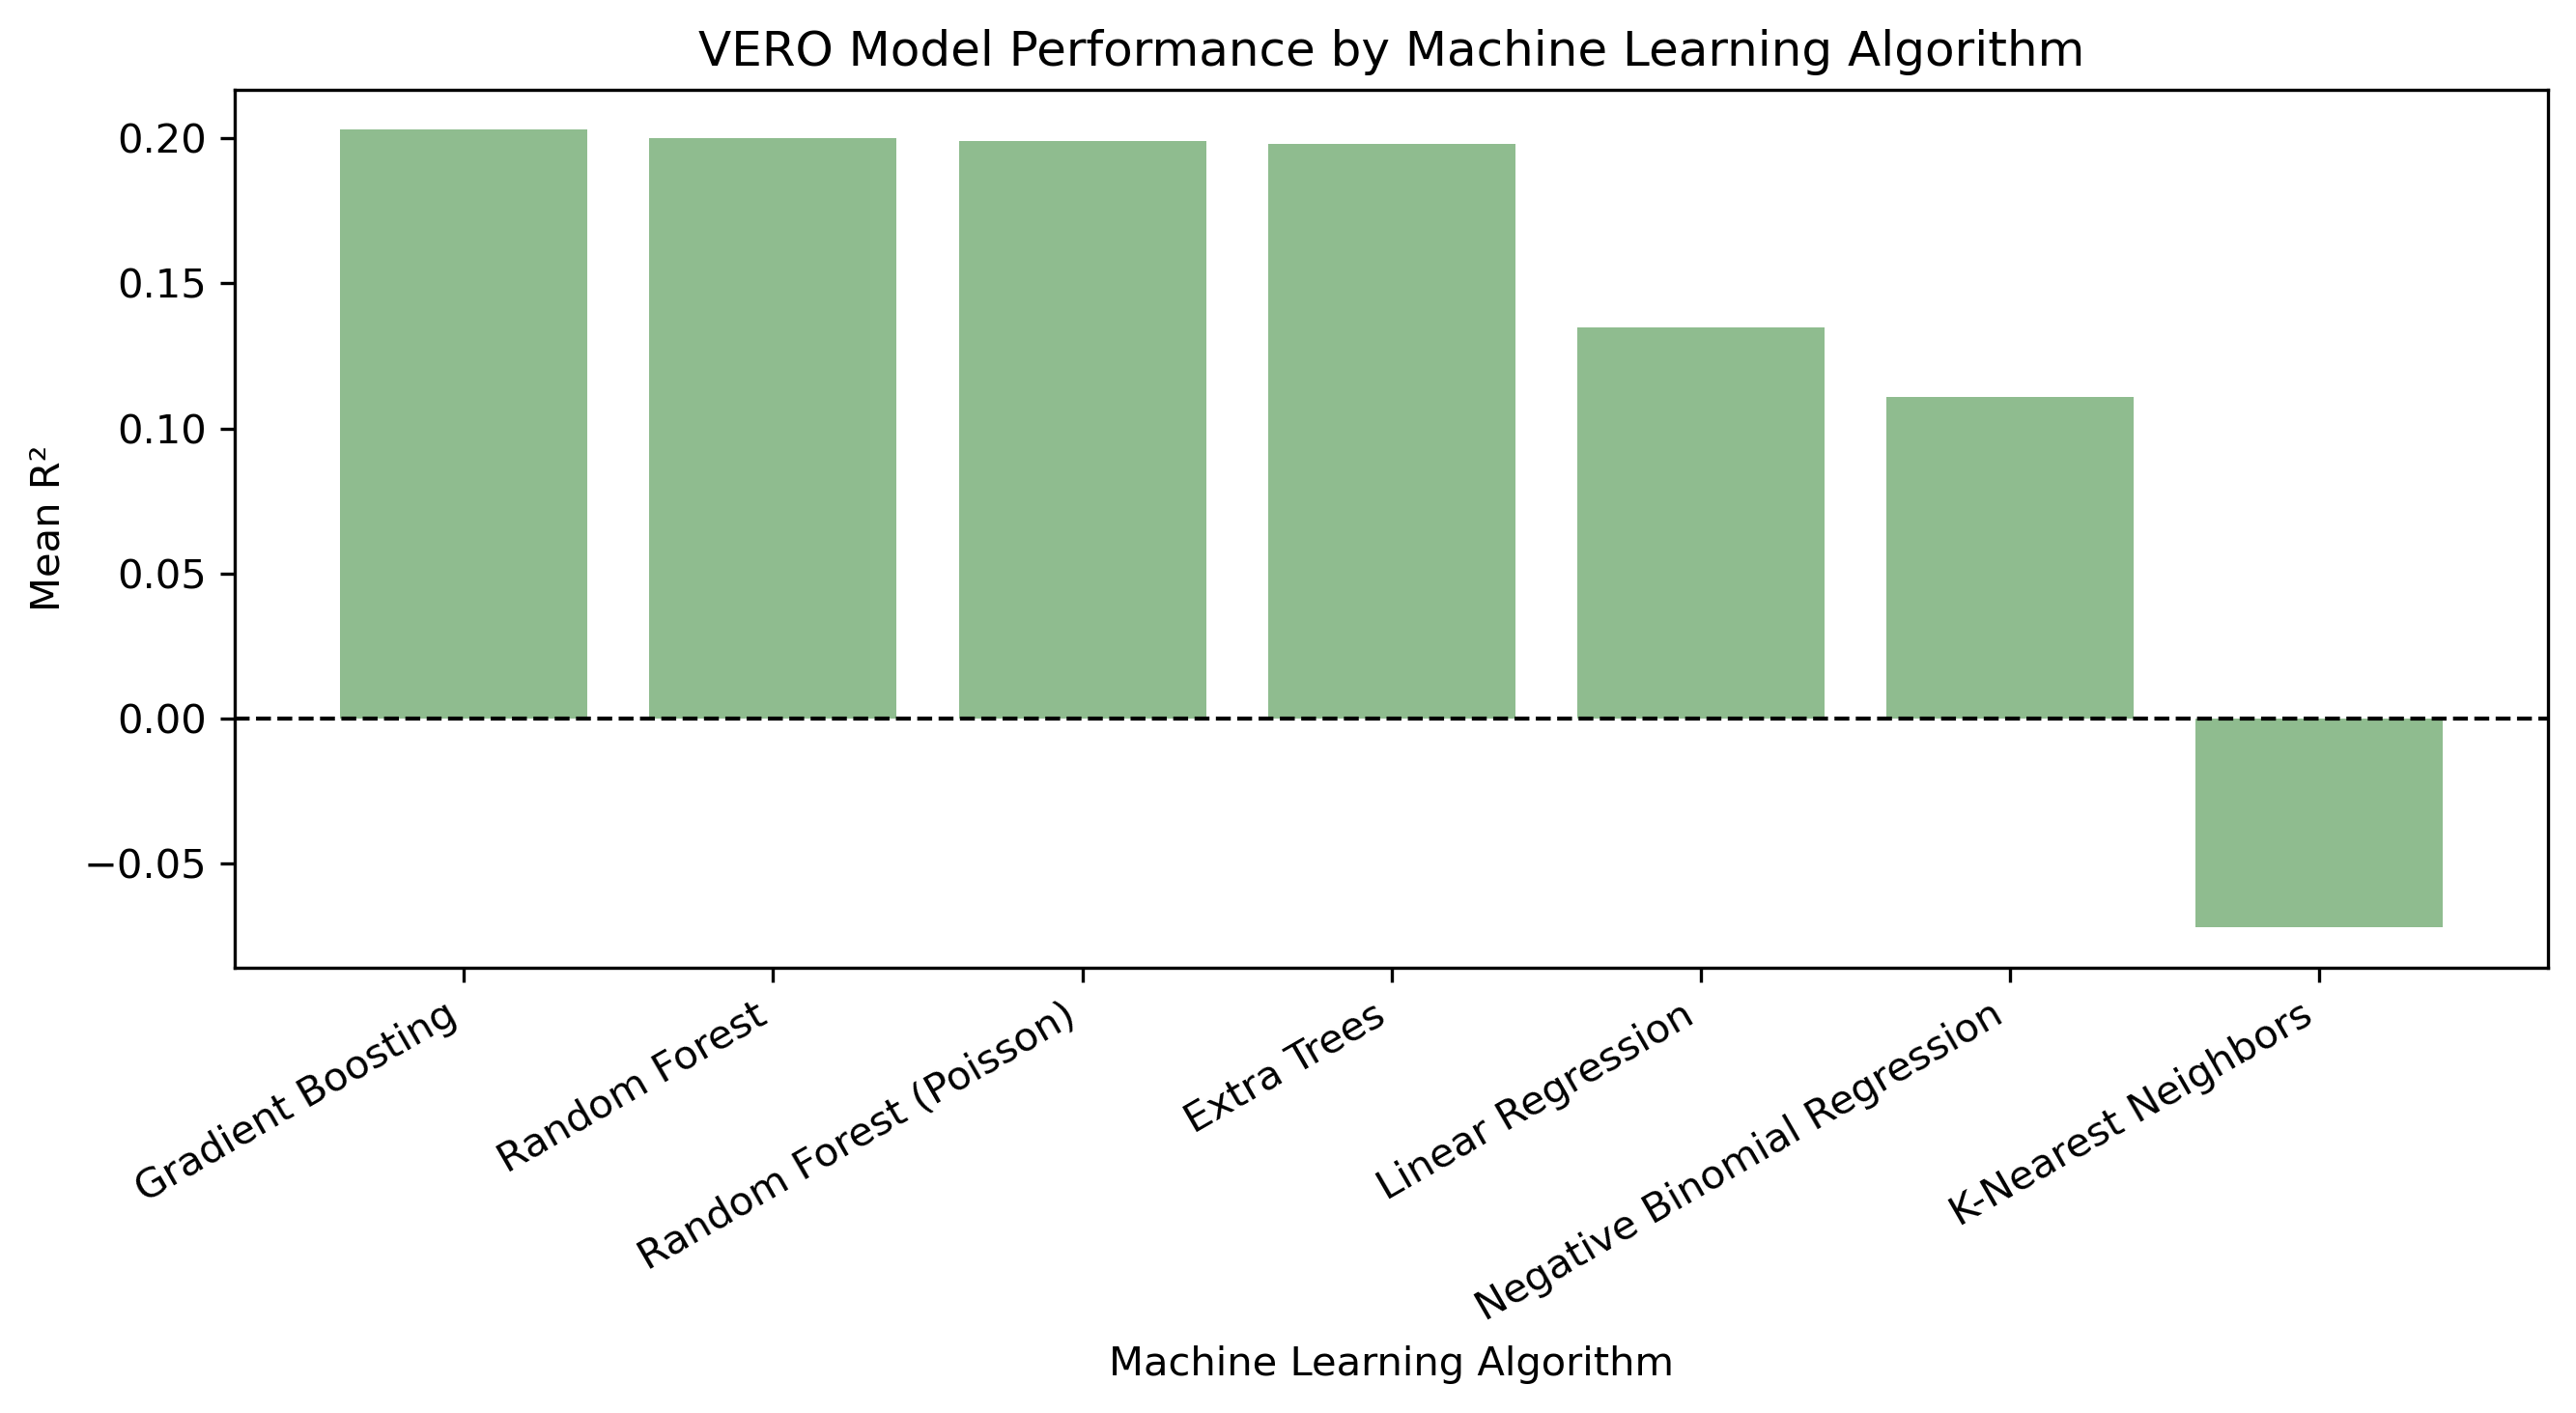 VERO Model Performance by Machine Learning Algorithm
Mean R²
0.20
0.15
0.10
0.05
0.00
−0.05
Gradient Boosting
Random Forest
Random Forest (Poisson)
Extra Trees
Linear Regression
Negative Binomial Regression
K-Nearest Neighbors
Machine Learning Algorithm